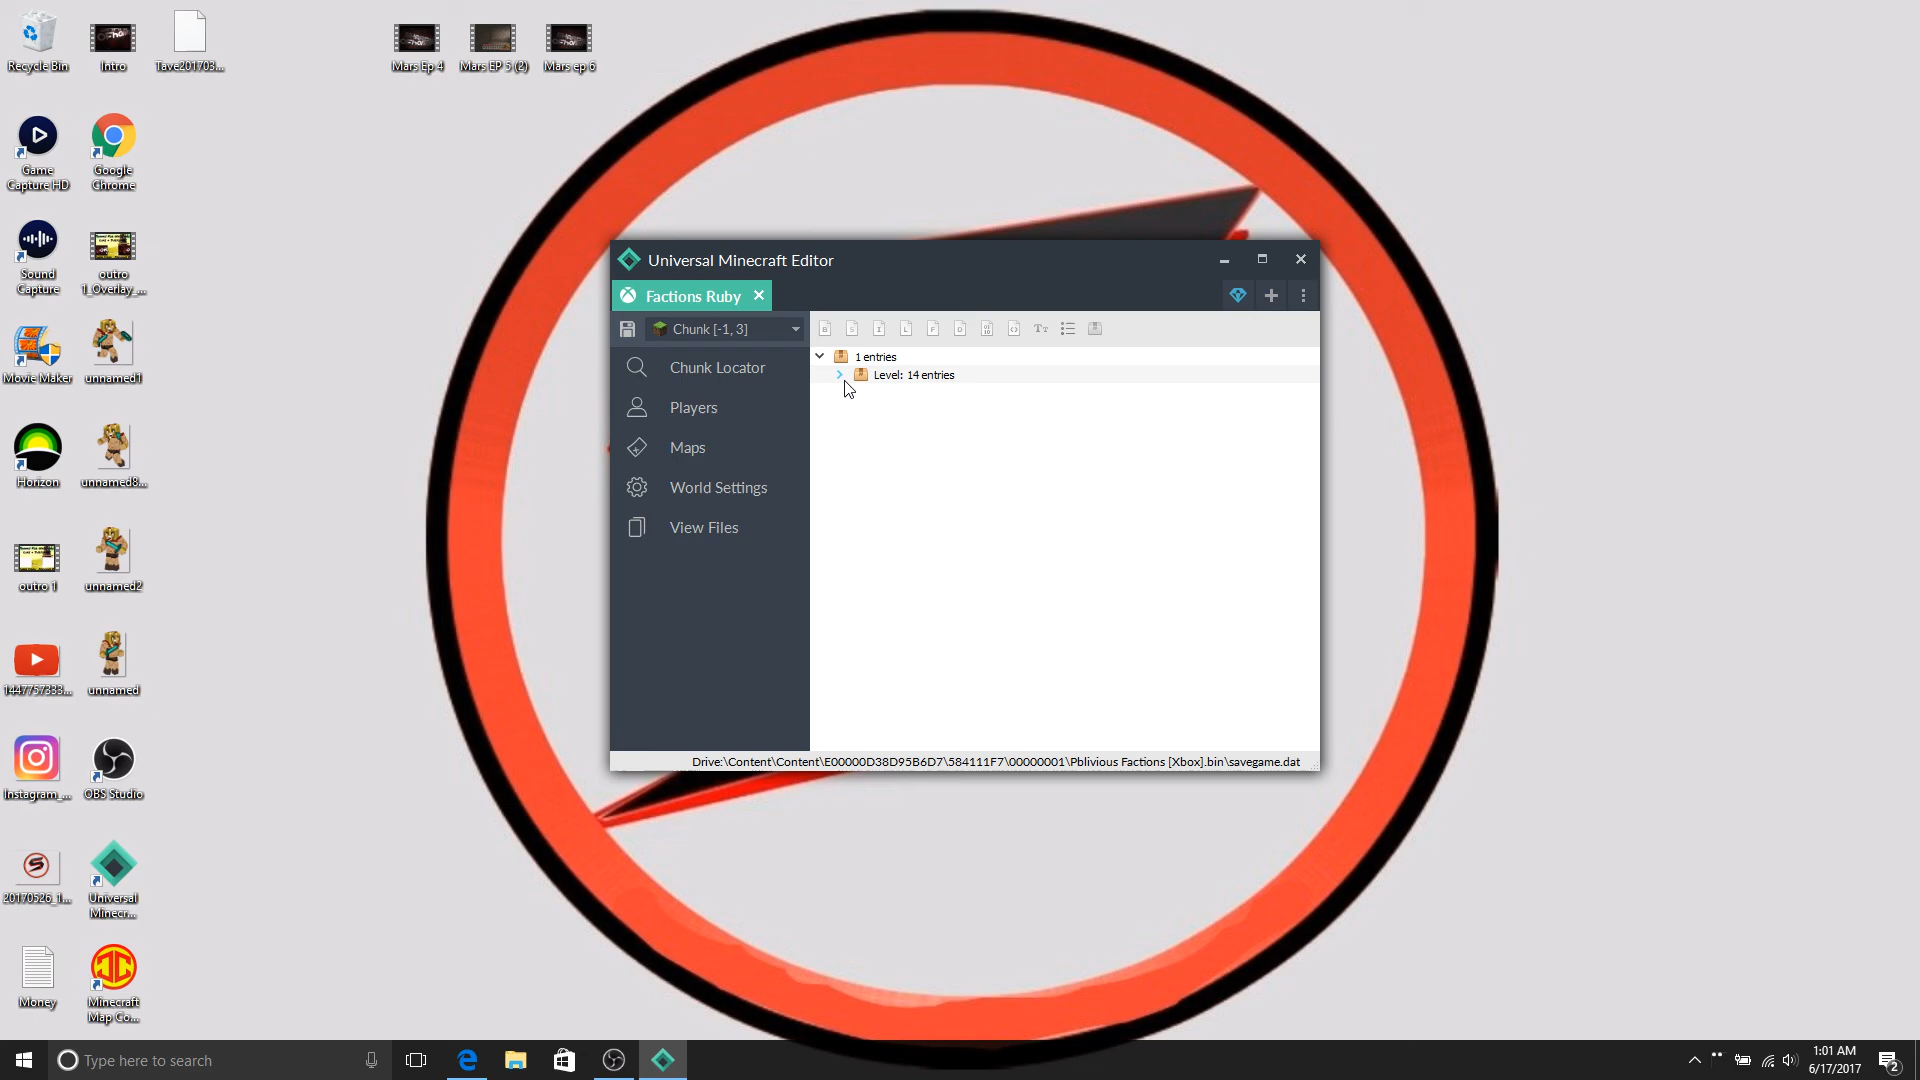 Recycle Bin
Intro
Tave201703...
Mars Ep 4
Mars EP 5 (2)
Mars ep 6
Game
Capture HD
Google
Chrome
Sound
Capture
outro
1_Overlay_...
Movie Maker
unnamed1
Horizon
unnamed8...
outro 1
unnamed2
1447757333...
unnamed
Instagram_...
OBS Studio
20170526_1...
Universal
Minecr...
Money
Minecraft
Map Co...
Universal Minecraft Editor
Factions Ruby
Chunk [-1, 3]
Chunk Locator
Players
Maps
World Settings
View Files
1 entries
Level: 14 entries
Drive:\Content\Content\E00000D38D95B6D7\584111F7\00000001\Pblivious Factions [Xbox].bin\savegame.dat
Type here to search
1:01 AM
6/17/2017
2